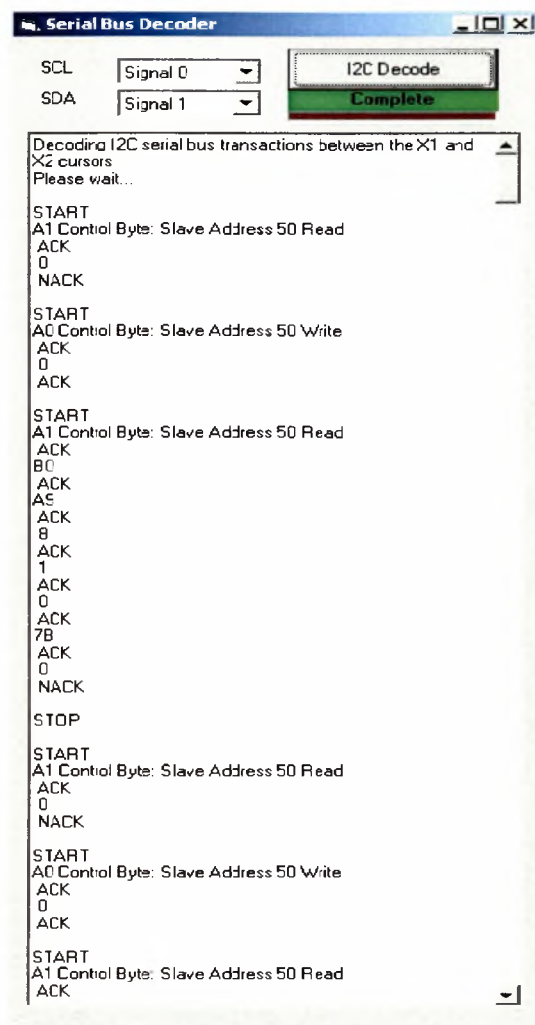 Serial Bus Decoder
SCL Signal 0 I2C Decode
SDA Signal 1 Complete
Decoding I2C serial bus transactions between the X1 and
X2 cursors
Please wait...
START
A1 Control Byte: Slave Address 50 Read
ACK
0
NACK
START
A0 Control Byte: Slave Address 50 Write
ACK
0
ACK
START
A1 Control Byte: Slave Address 50 Read
ACK
ACK
ACK
8
ACK
1
ACK
0
ACK
7B
ACK
0
NACK
STOP
START
A1 Control Byte: Slave Address 50 Read
ACK
0
NACK
START
A0 Control Byte: Slave Address 50 Write
ACK
0
ACK
START
A1 Control Byte: Slave Address 50 Read
ACK